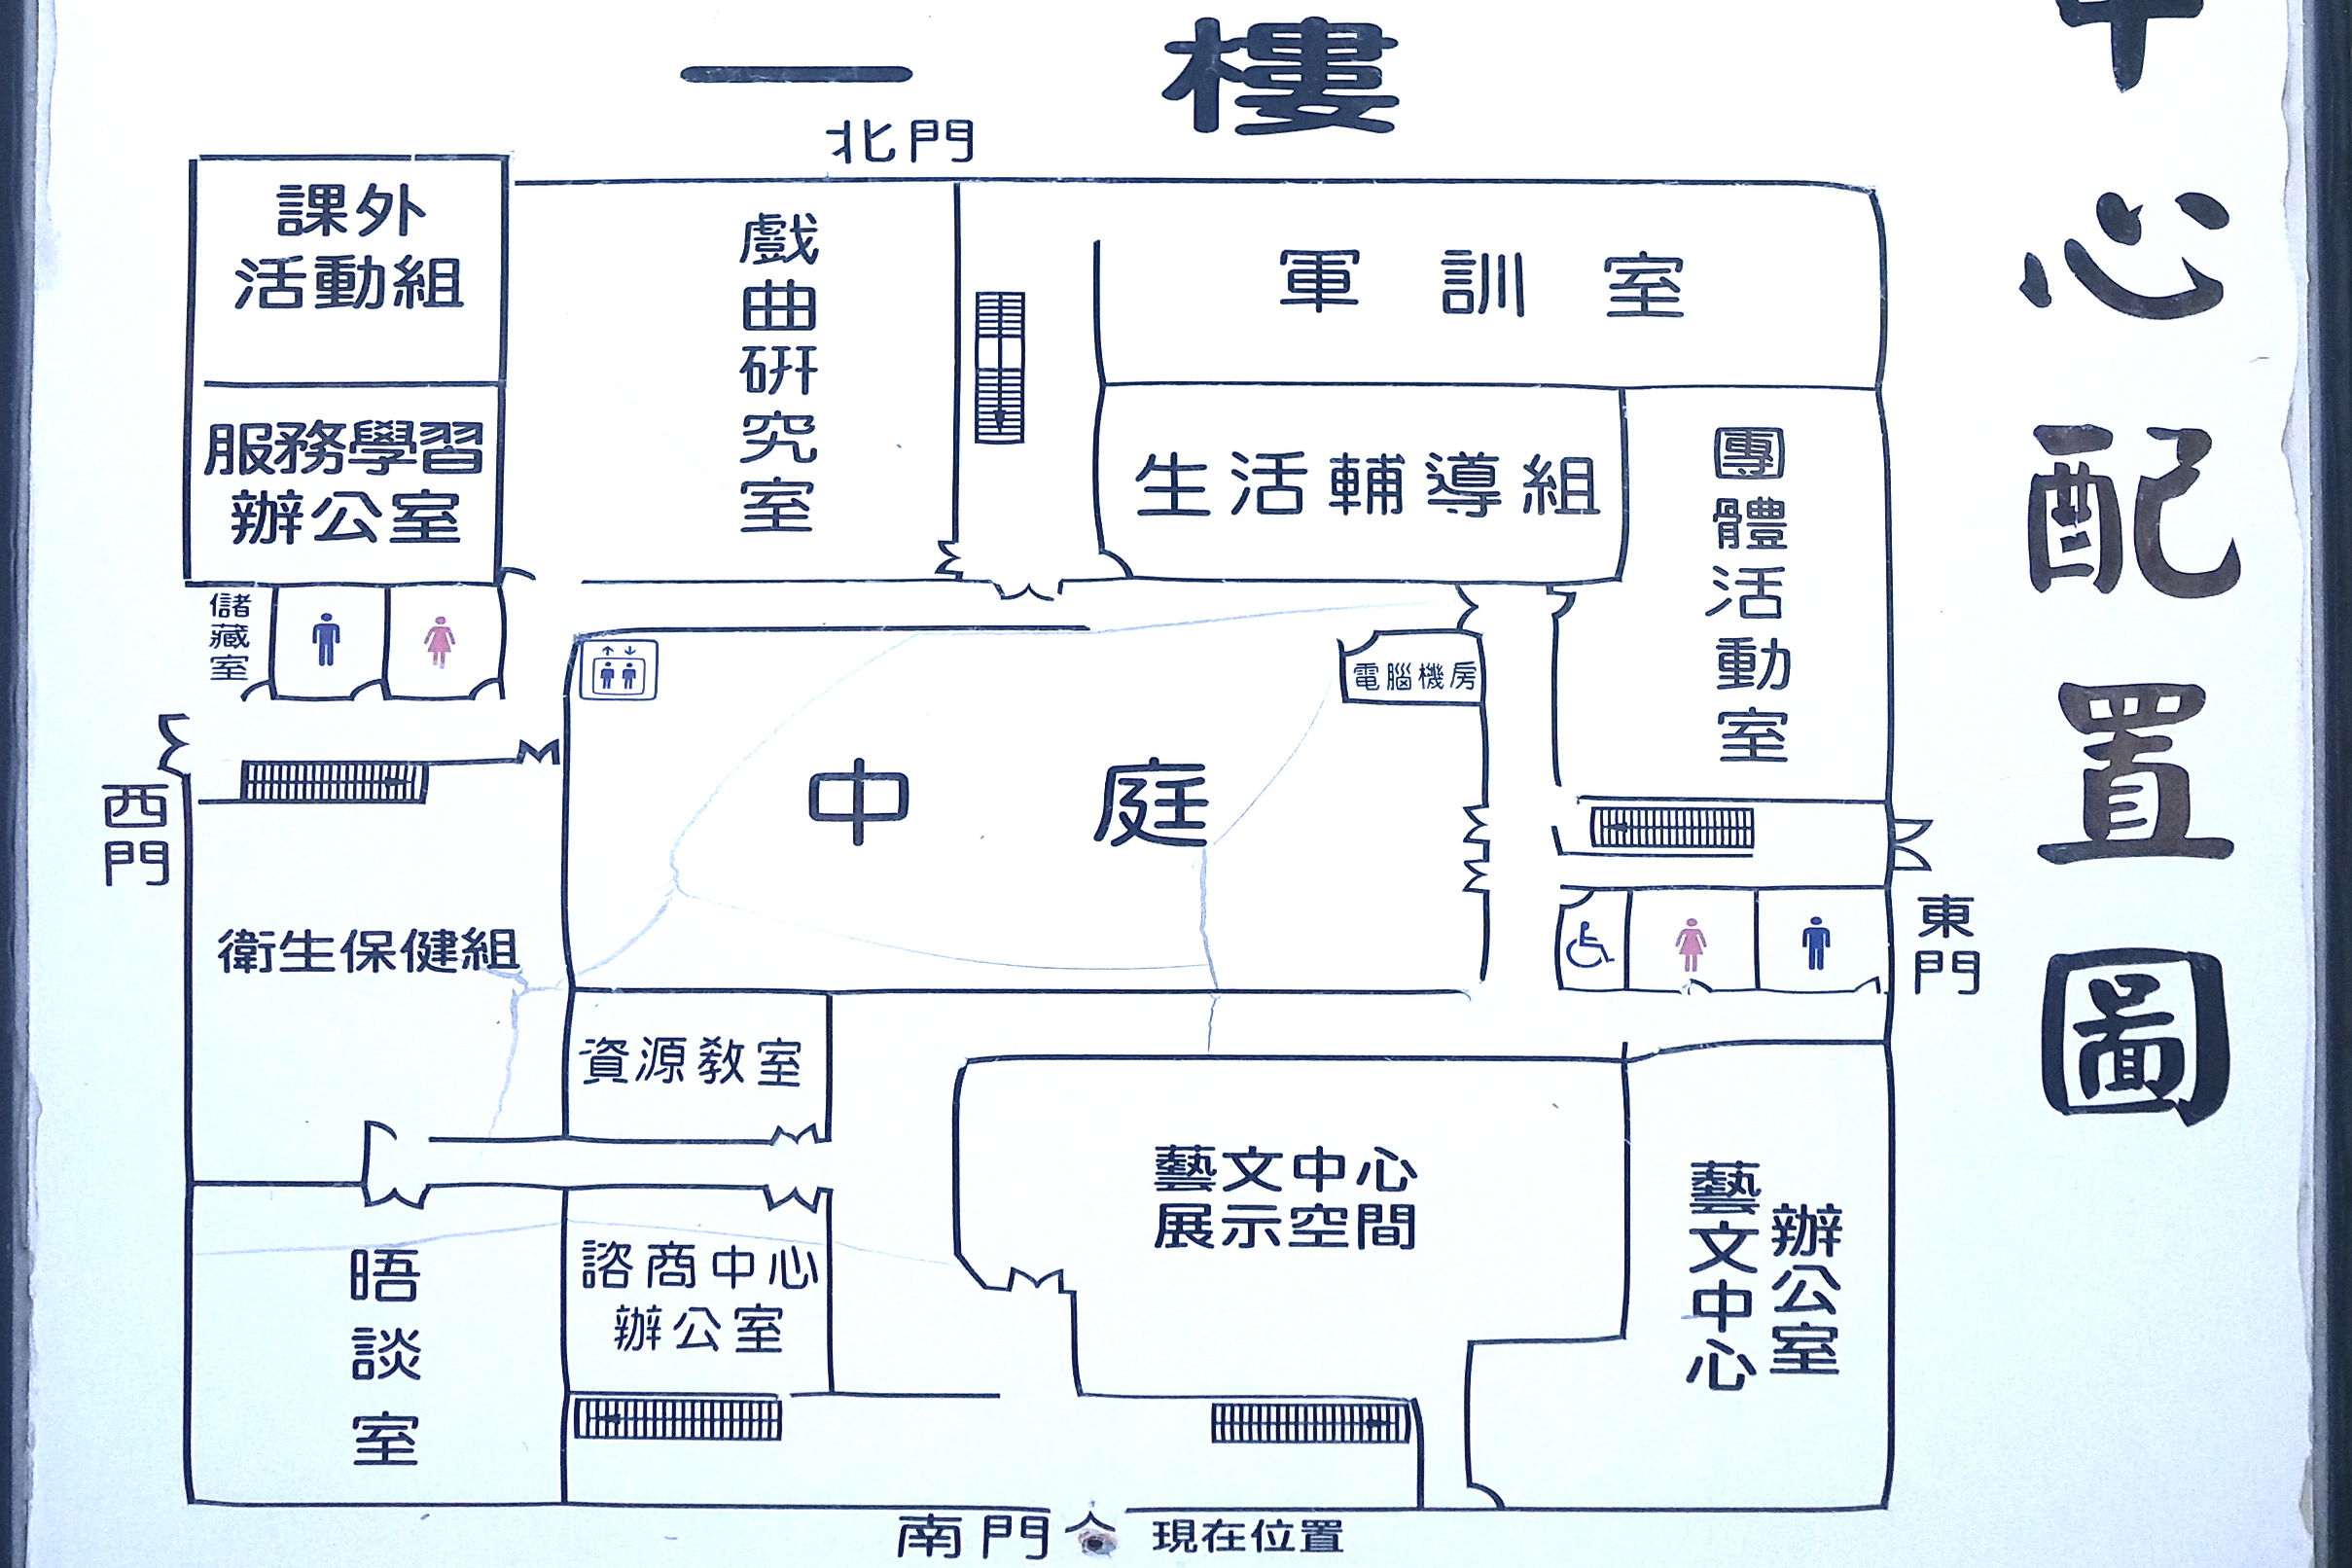 一樓
中心配置圖
北門
課外
活動組
戲曲研究室
軍訓室
服務學習
辦公室
生活輔導組
團體活動室
儲藏室
電腦機房
中庭
西門
東門
衛生保健組
資源教室
藝文中心
展示空間
藝文中心
辦公室
晤談室
諮商中心
辦公室
南門
現在位置